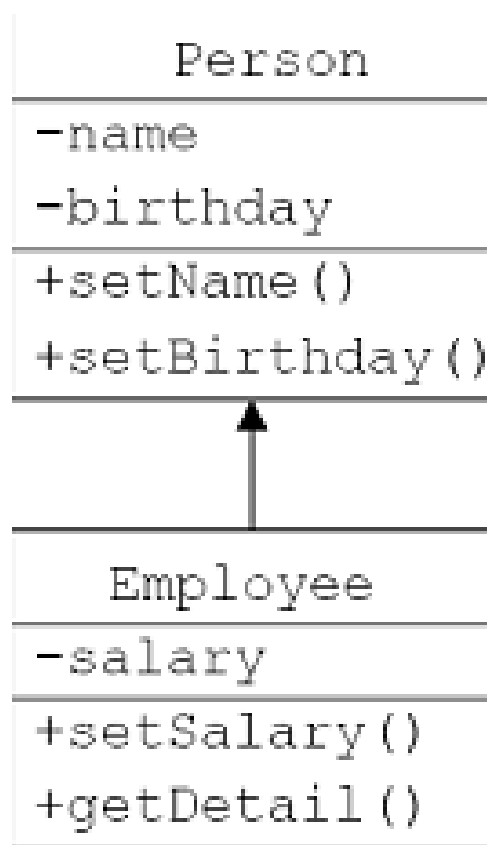 Person
-name
-birthday
+setName()
+setBirthday()
Employee
-salary
+setSalary()
+getDetail()